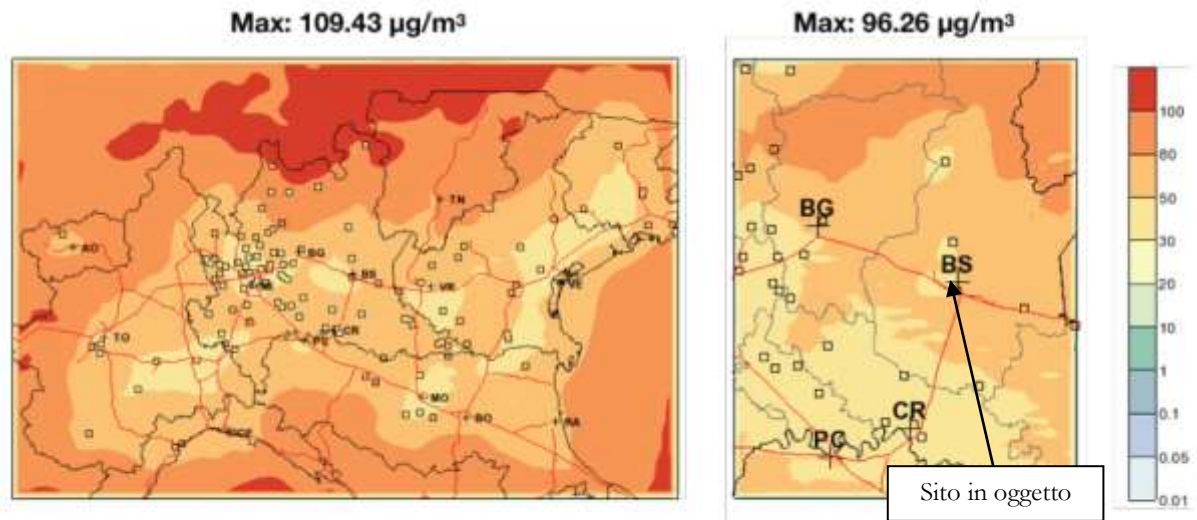 Max: 109.43 µg/m³
Max: 96.26 µg/m³
AO
TO
BG
BS
CR
TN
VR
VE
MO
BO
RA
BG
BS
CR
PC
Sito in oggetto
100
80
50
30
20
10
1
0.1
0.05
0.01